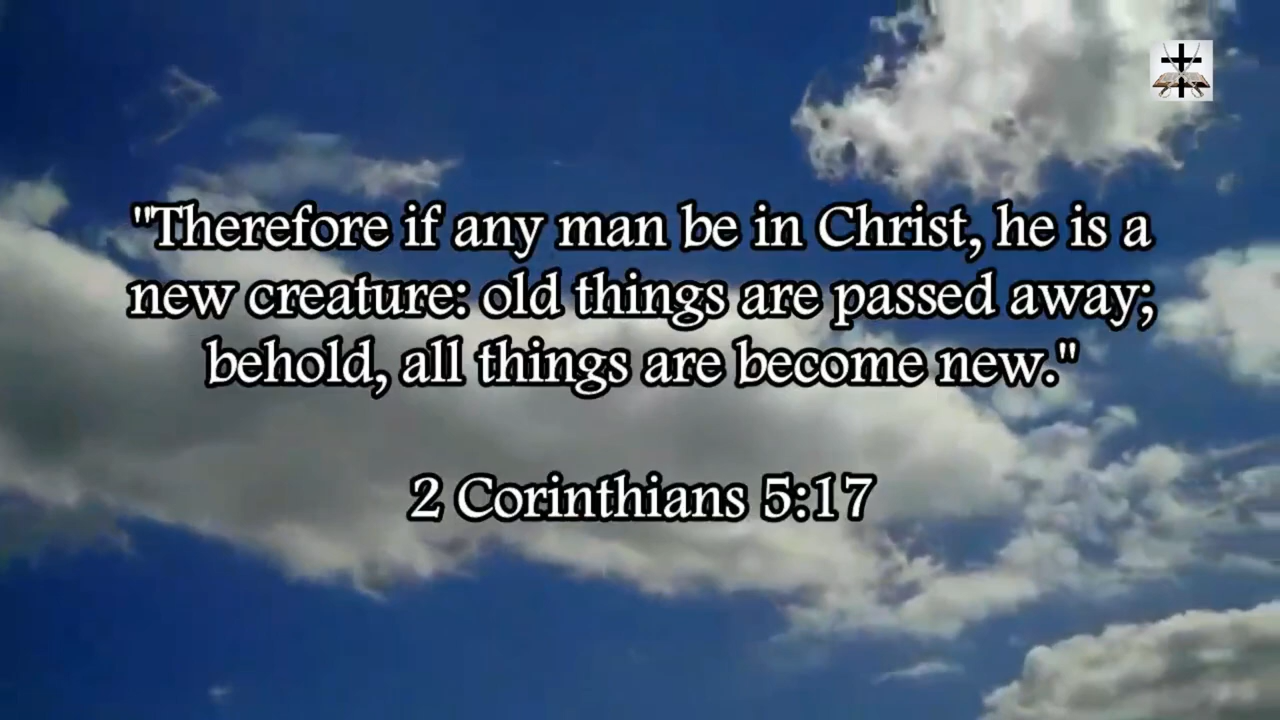 "Therefore if any man be in Christ, he is a
new creature: old things are passed away;
behold, all things are become new."
2 Corinthians 5:17